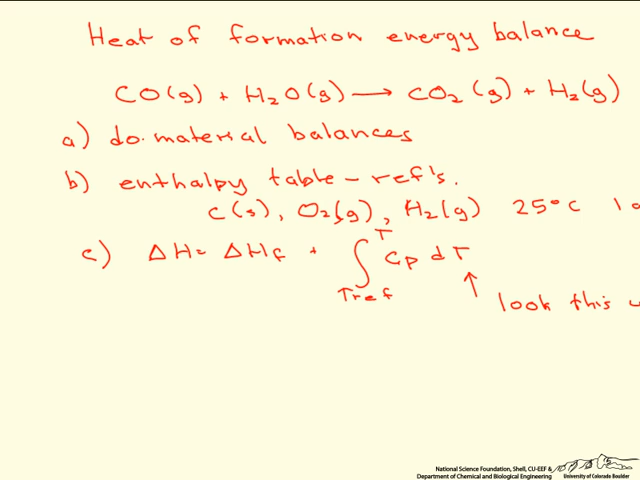 Heat of formation energy balance
CO(g) + H₂O(g) → CO₂(g) + H₂(g)
a) do material balances
b) enthalpy table - ref's.
C(s), O₂(g), H₂(g) 25°C 1
c) ΔH = ΔHf + ∫ Cp dT
T
Tref
look this
National Science Foundation, Shell, CU-EEF &
Department of Chemical and Biological Engineering
University of Colorado Boulder